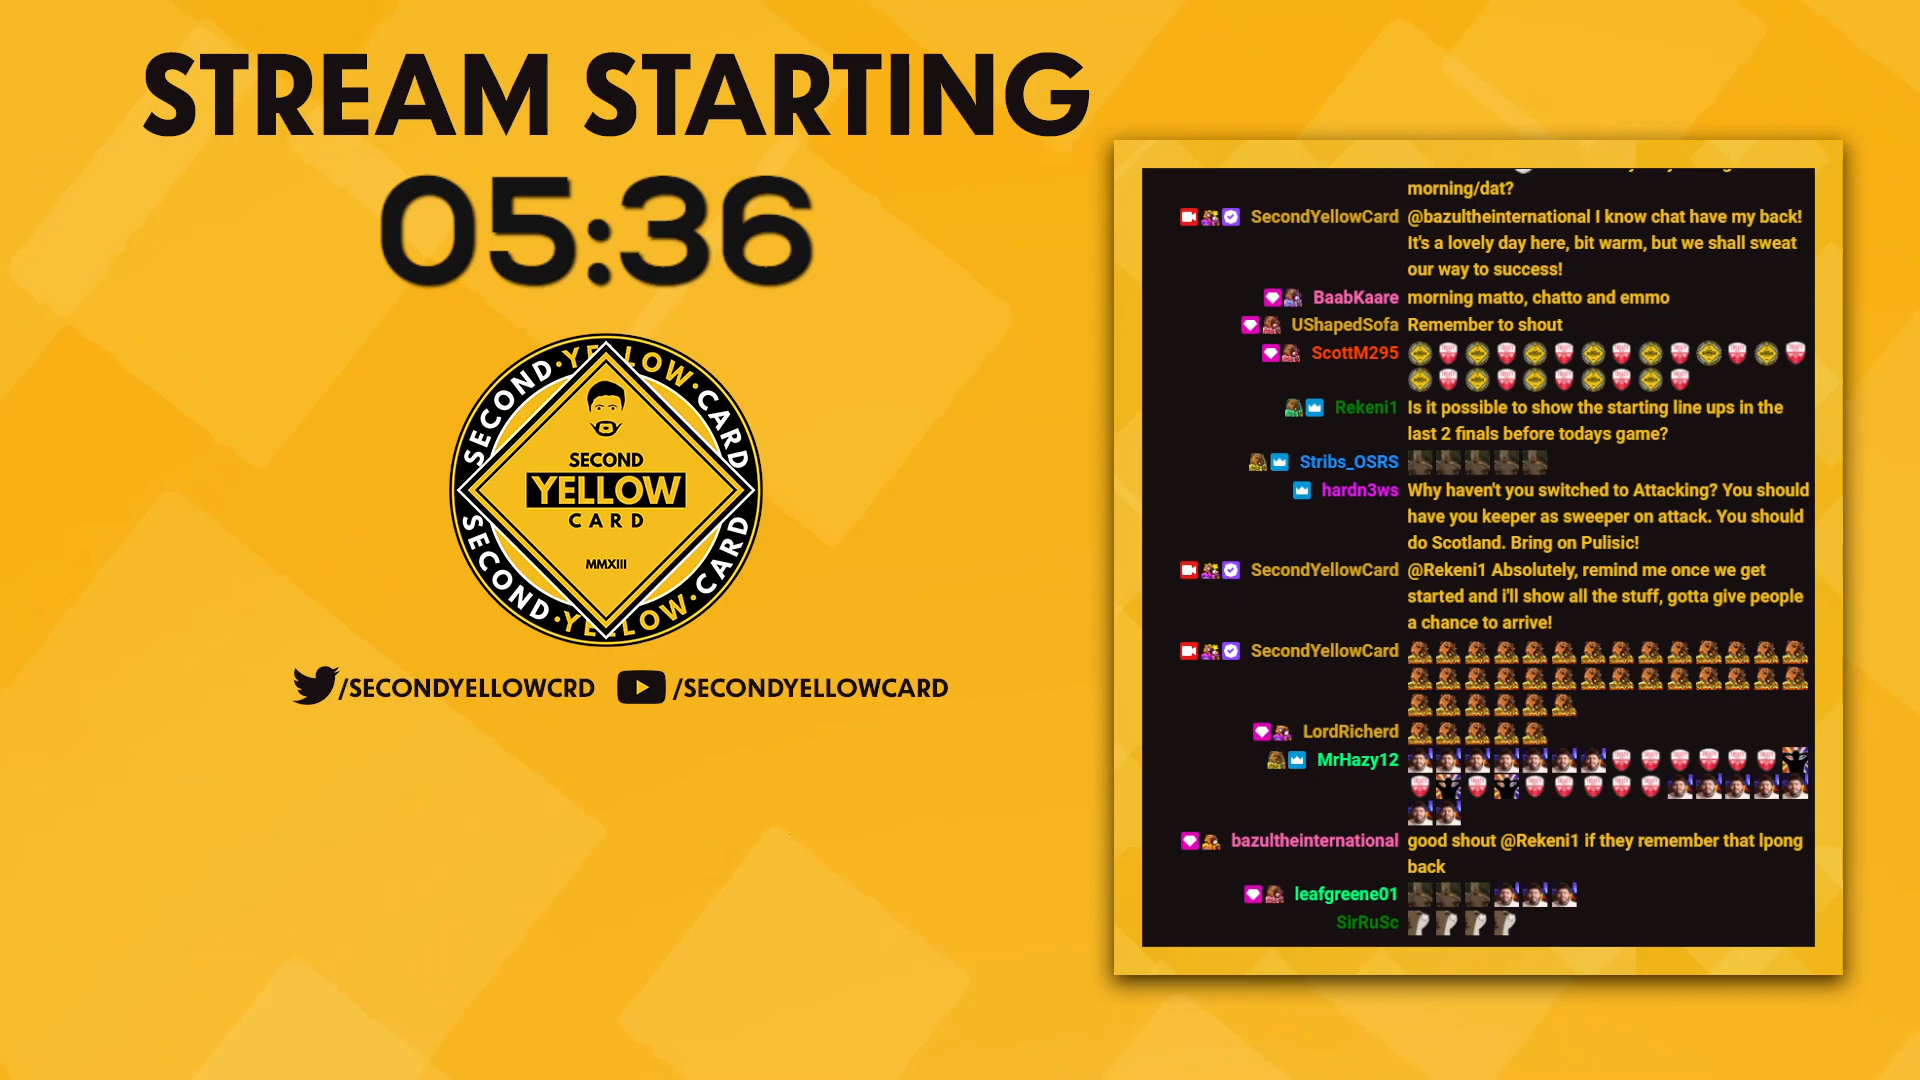 STREAM STARTING
05:36
SECOND·YELLOW·CARD
SECOND
YELLOW
CARD
MMXIII
SECOND·YELLOW·CARD
/SECONDYELLOWCRD /SECONDYELLOWCARD
morning/dat?
SecondYellowCard @bazultheinternational I know chat have my back!
It's a lovely day here, bit warm, but we shall sweat
our way to success!
BaabKaare morning matto, chatto and emmo
UShapedSofa Remember to shout
ScottM295
Rekeni1 Is it possible to show the starting line ups in the
last 2 finals before todays game?
Stribs_OSRS
hardn3ws Why haven't you switched to Attacking? You should
have you keeper as sweeper on attack. You should
do Scotland. Bring on Pulisic!
SecondYellowCard @Rekeni1 Absolutely, remind me once we get
started and i'll show all the stuff, gotta give people
a chance to arrive!
SecondYellowCard
LordRicherd
MrHazy12
bazultheinternational good shout @Rekeni1 if they remember that lpong
back
leafgreene01
SirRuSc